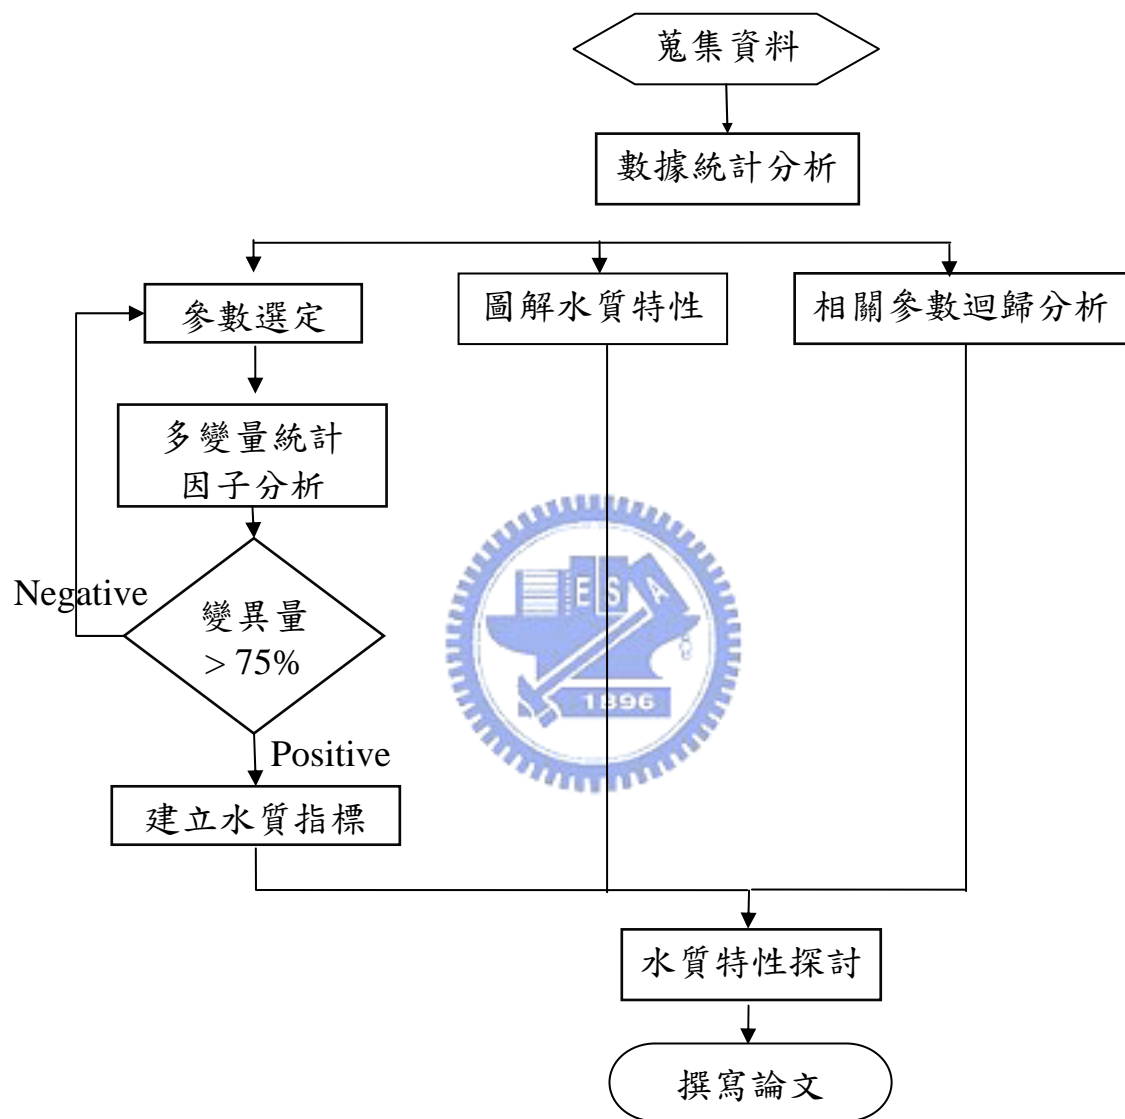 蒐集資料
數據統計分析
參數選定
圖解水質特性
相關參數迴歸分析
多變量統計
因子分析
Negative
變異量
> 75%
E S A
1896
Positive
建立水質指標
水質特性探討
撰寫論文